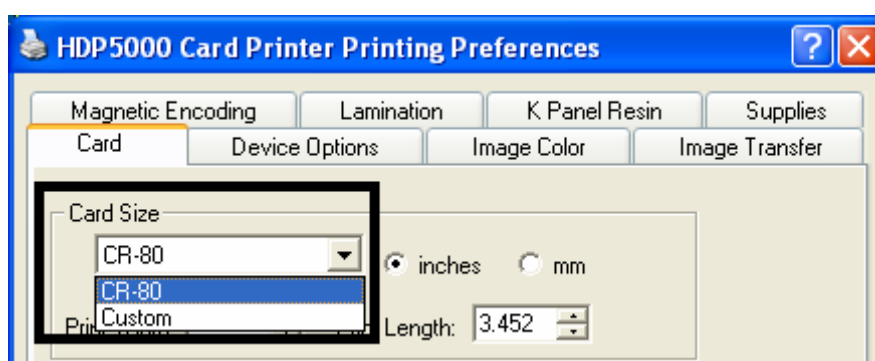 HDP5000 Card Printer Printing Preferences
Magnetic Encoding Lamination K Panel Resin Supplies
Card Device Options Image Color Image Transfer
Card Size
CR-80 inches mm
CR-80
Custom
Length: 3.452